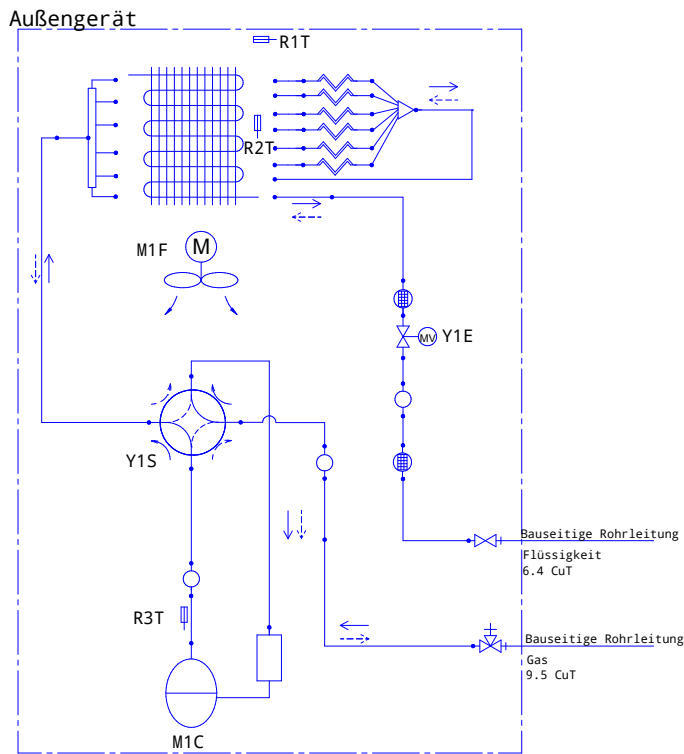 Außengerät
R1T
R2T
M1F
M
MV
Y1E
Y1S
Bauseitige Rohrleitung
Flüssigkeit
6.4 CuT
R3T
Bauseitige Rohrleitung
Gas
9.5 CuT
M1C